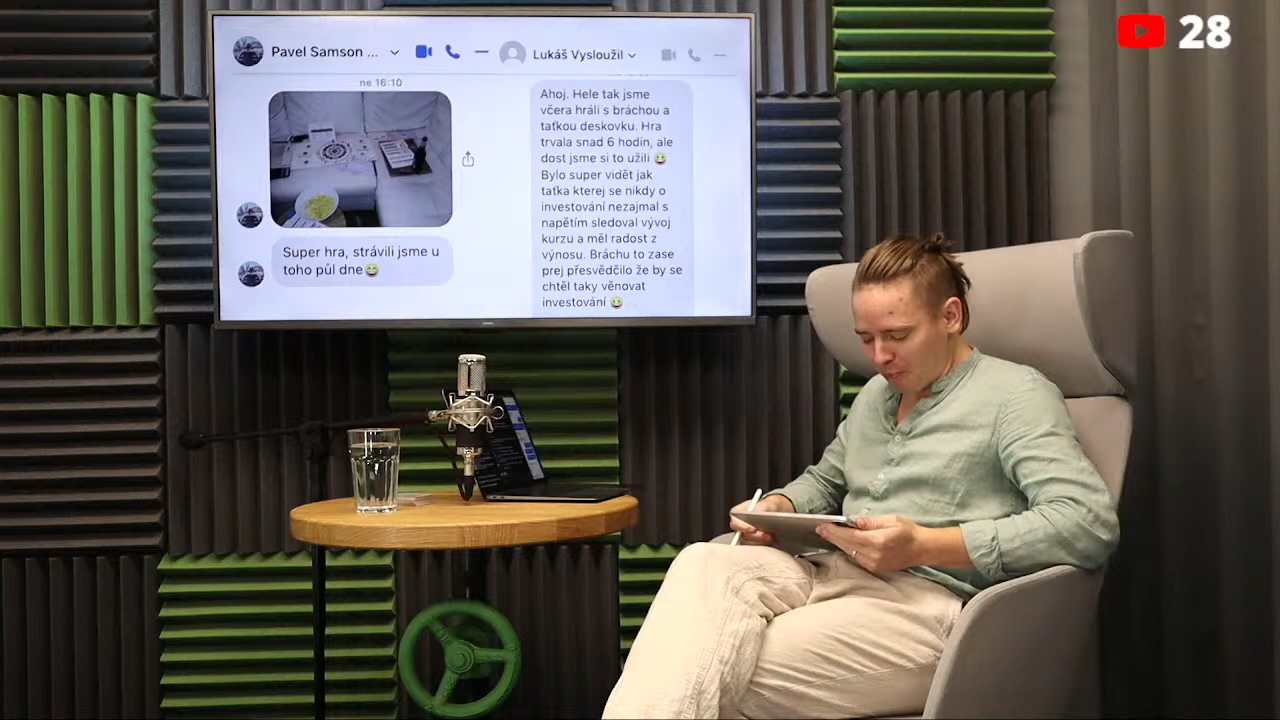 28
Pavel Samson ...
Lukáš Vysloužil
ne 16:10
Super hra, strávili jsme u
toho půl dne😅
Ahoj. Hele tak jsme
včera hráli s bráchou a
taťkou deskovku. Hra
trvala snad 6 hodin, ale
dost jsme si to užili 😀
Bylo super vidět jak
taťka kterej se nikdy o
investování nezajmal s
napětím sledoval vývoj
kurzu a měl radost z
výnosu. Bráchu to zase
prej přesvědčilo že by se
chtěl taky věnovat
investování 😀